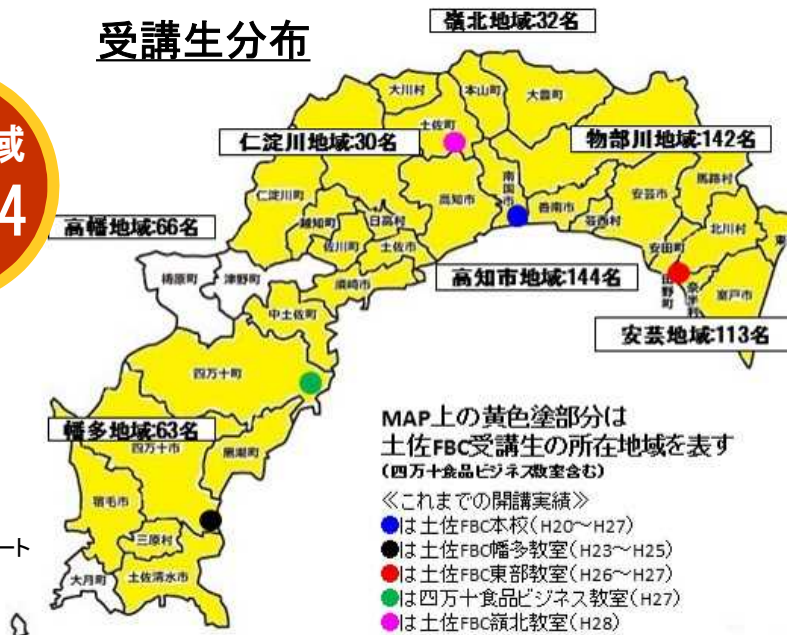 受講生分布
域
4
嶺北地域:32名
仁淀川地域:30名
物部川地域:142名
高幡地域:66名
高知市地域:144名
安芸地域:113名
幡多地域:63名
大川村
本山町
大豊町
土佐町
仁淀川町
越知町
日高村
佐川町
土佐市
高知市
南国市
香南市
芸西村
安芸市
馬路村
北川村
安田町
田野町
奈半利
室戸市
東
梼原町
津野町
須崎市
中土佐町
四万十町
四万十市
黒潮町
宿毛市
三原村
大月町
土佐清水市
ート
MAP上の黄色塗部分は
土佐FBC受講生の所在地域を表す
(四万十食品ビジネス教室含む)
≪これまでの開講実績≫
●は土佐FBC本校(H20～H27)
●は土佐FBC幡多教室(H23～H25)
●は土佐FBC東部教室(H26～H27)
●は四万十食品ビジネス教室(H27)
●は土佐FBC嶺北教室(H28)